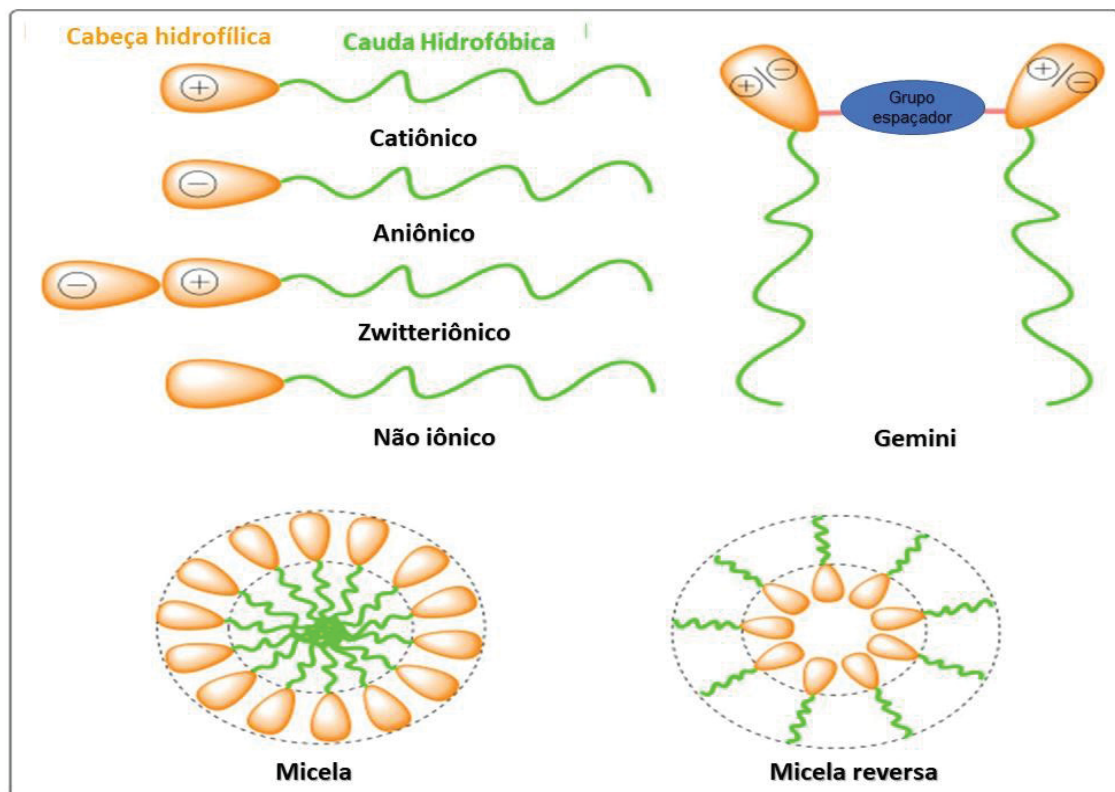 Cabeça hidrofílica
Cauda Hidrofóbica
+
Catiônico
−
Aniônico
− +
Zwitteriônico
Não iônico
+/−
Grupo
espaçador
+/−
Gemini
Micela
Micela reversa